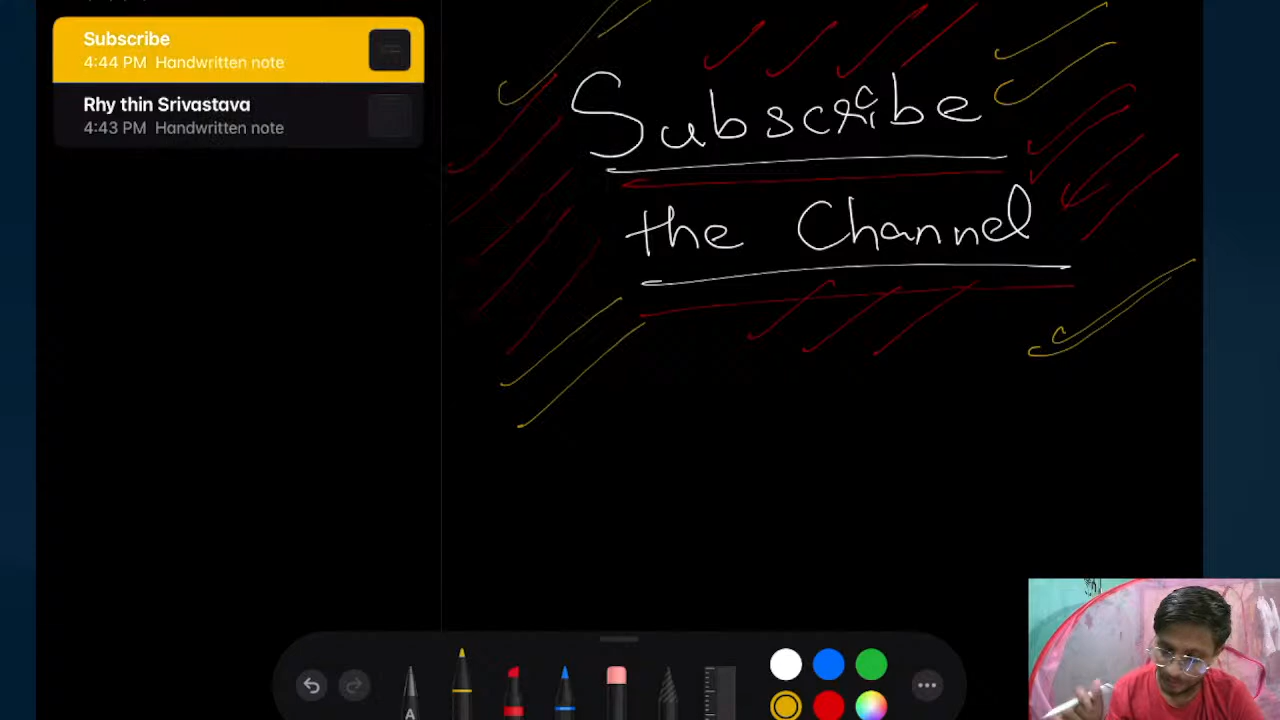 Subscribe
4:44 PM Handwritten note
Rhy thin Srivastava
4:43 PM Handwritten note
Subscribe
the Channel
A